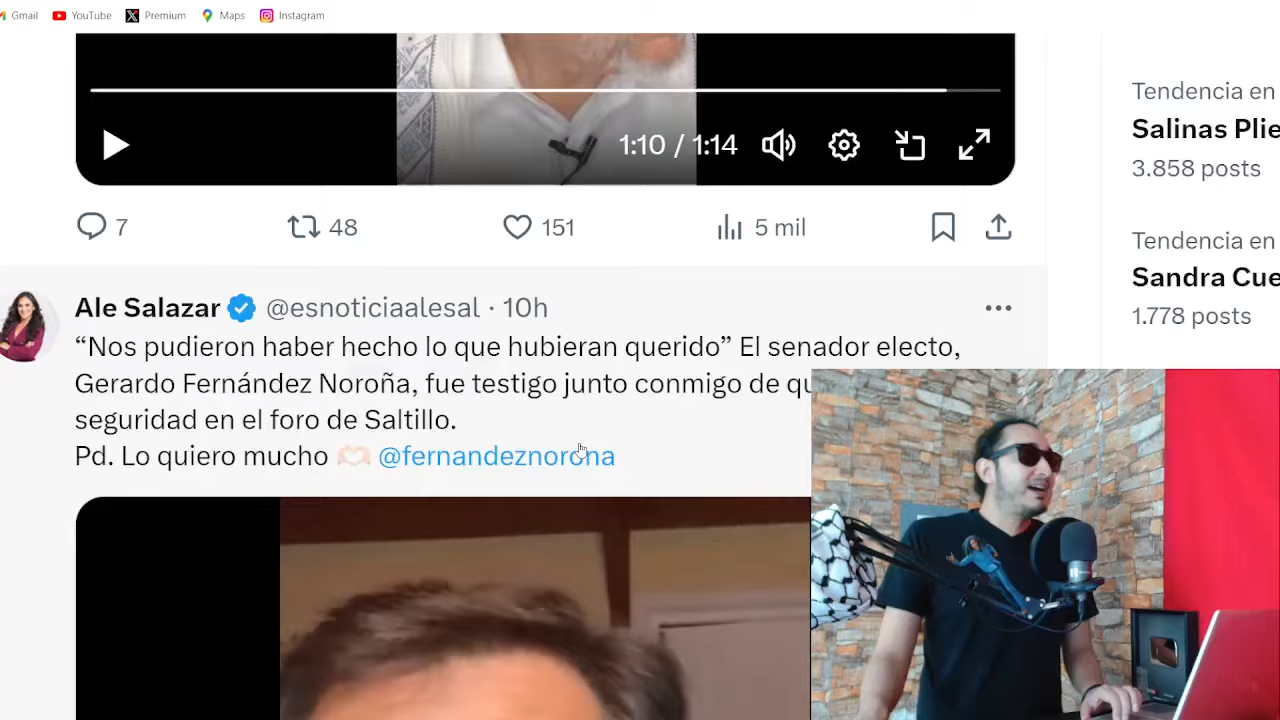 Gmail YouTube Premium Maps Instagram
1:10 / 1:14
7 48 151 5 mil
Ale Salazar @esnoticiaalesal · 10h
“Nos pudieron haber hecho lo que hubieran querido” El senador electo,
Gerardo Fernández Noroña, fue testigo junto conmigo de
seguridad en el foro de Saltillo.
Pd. Lo quiero mucho 🫶🏻 @fernandeznorona
Tendencia en
Salinas Plie
3.858 posts
Tendencia en
Sandra Cue
1.778 posts